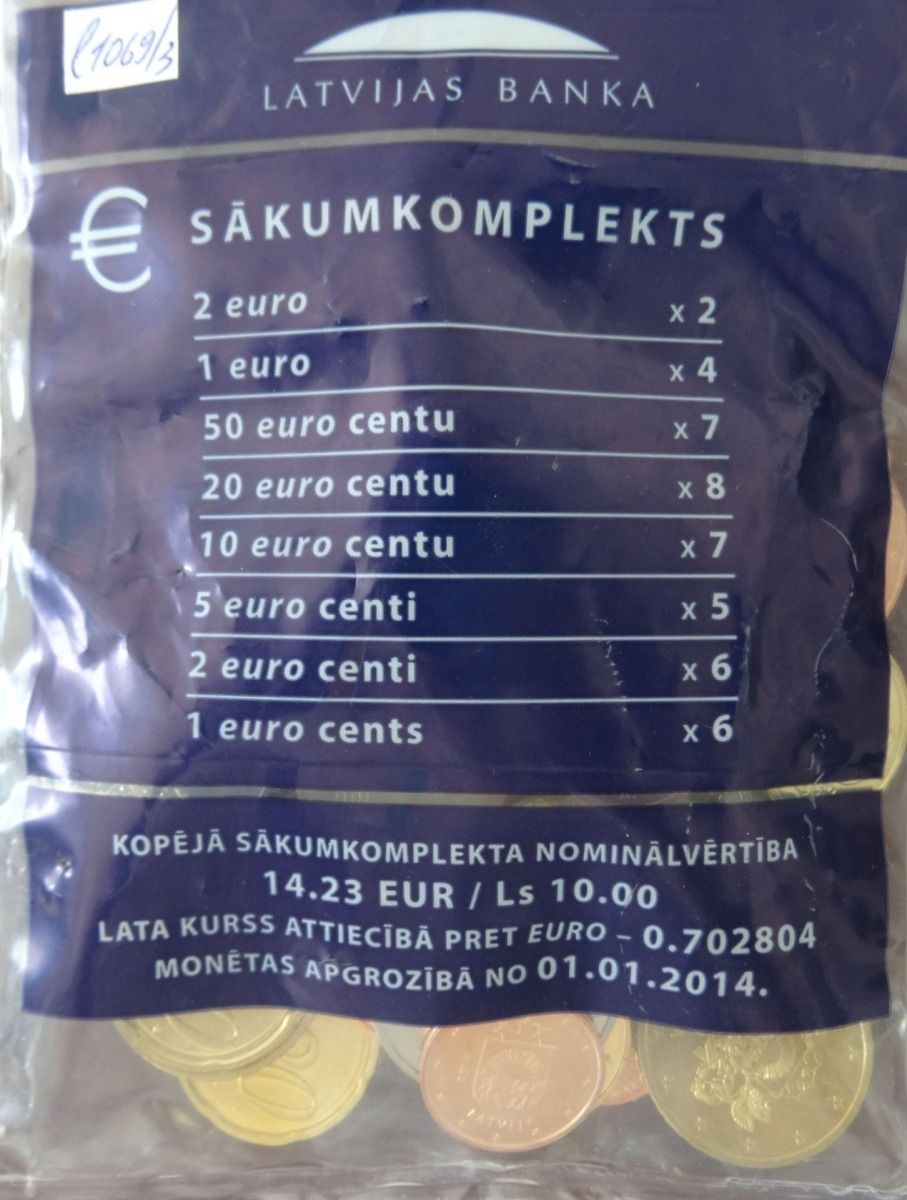 ℓ1069/3
LATVIJAS BANKA
€ SĀKUMKOMPLEKTS
2 euro x 2
1 euro x 4
50 euro centu x 7
20 euro centu x 8
10 euro centu x 7
5 euro centi x 5
2 euro centi x 6
1 euro cents x 6
KOPĒJĀ SĀKUMKOMPLEKTA NOMINĀLVĒRTĪBA
14.23 EUR / Ls 10.00
LATA KURSS ATTIECĪBĀ PRET EURO – 0.702804
MONĒTAS APGROZĪBĀ NO 01.01.2014.